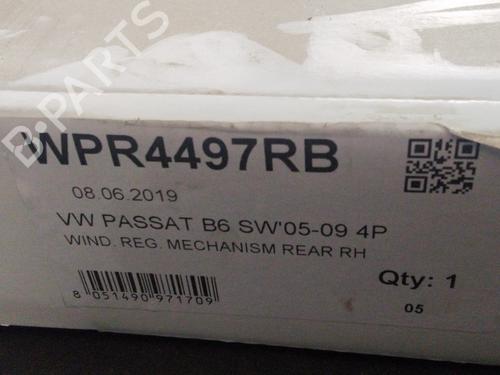 B-PARTS
WPR4497RB
08.06.2019
VW PASSAT B6 SW'05-09 4P
WIND. REG. MECHANISM REAR RH
8 051490 971709
Qty: 1
05